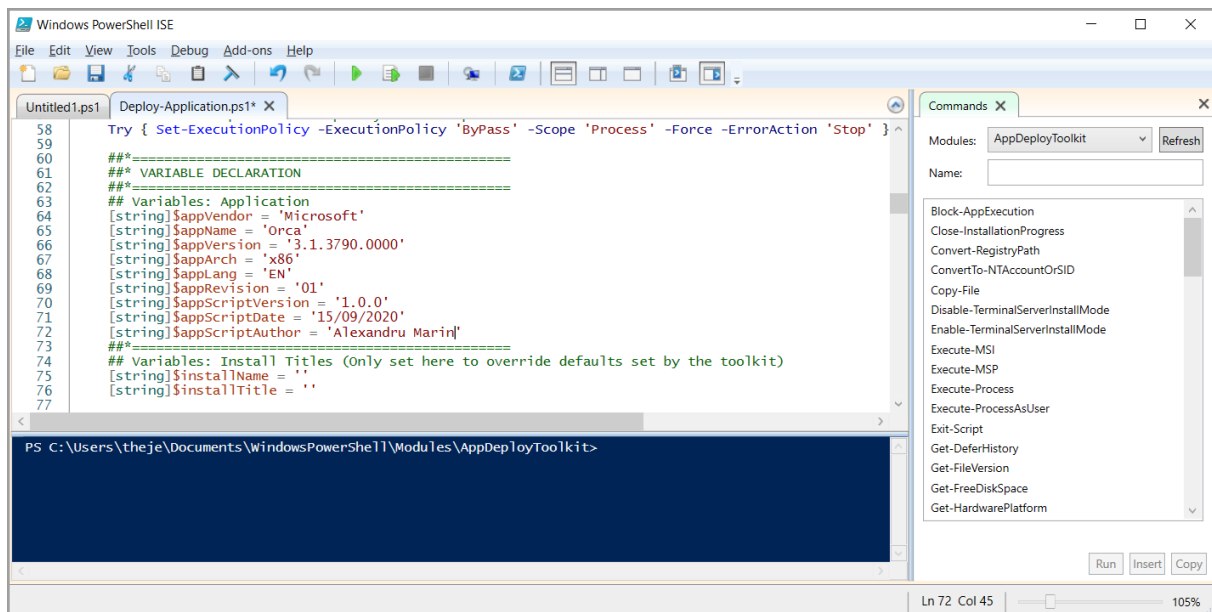 Windows PowerShell ISE
File Edit View Tools Debug Add-ons Help
Untitled1.ps1 Deploy-Application.ps1* X
58 Try { Set-ExecutionPolicy -ExecutionPolicy 'ByPass' -Scope 'Process' -Force -ErrorAction 'Stop' }
59
60 ##*===============================================
61 ##* VARIABLE DECLARATION
62 ##*===============================================
63 ## Variables: Application
64 [string]$appVendor = 'Microsoft'
65 [string]$appName = 'Orca'
66 [string]$appVersion = '3.1.3790.0000'
67 [string]$appArch = 'x86'
68 [string]$appLang = 'EN'
69 [string]$appRevision = '01'
70 [string]$appScriptVersion = '1.0.0'
71 [string]$appScriptDate = '15/09/2020'
72 [string]$appScriptAuthor = 'Alexandru Marin'
73 ##*===============================================
74 ## Variables: Install Titles (Only set here to override defaults set by the toolkit)
75 [string]$installName = ''
76 [string]$installTitle = ''
77
PS C:\Users\theje\Documents\WindowsPowerShell\Modules\AppDeployToolkit>
Commands X
Modules: AppDeployToolkit Refresh
Name:
Block-AppExecution
Close-InstallationProgress
Convert-RegistryPath
ConvertTo-NTAccountOrSID
Copy-File
Disable-TerminalServerInstallMode
Enable-TerminalServerInstallMode
Execute-MSI
Execute-MSP
Execute-Process
Execute-ProcessAsUser
Exit-Script
Get-DeferHistory
Get-FileVersion
Get-FreeDiskSpace
Get-HardwarePlatform
Run Insert Copy
Ln 72 Col 45 105%